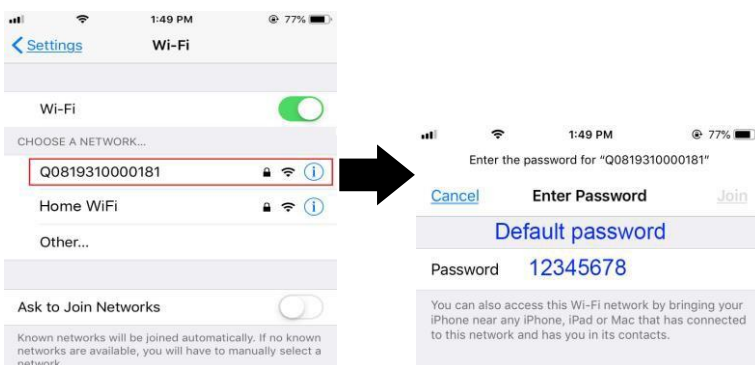 1:49 PM
77%
Settings
Wi-Fi
Wi-Fi
CHOOSE A NETWORK...
Q0819310000181
Home WiFi
Other...
Ask to Join Networks
Known networks will be joined automatically. If no known
networks are available, you will have to manually select a
network.
1:49 PM
77%
Enter the password for "Q0819310000181"
Cancel
Enter Password
Join
Default password
Password 12345678
You can also access this Wi-Fi network by bringing your
iPhone near any iPhone, iPad or Mac that has connected
to this network and has you in its contacts.